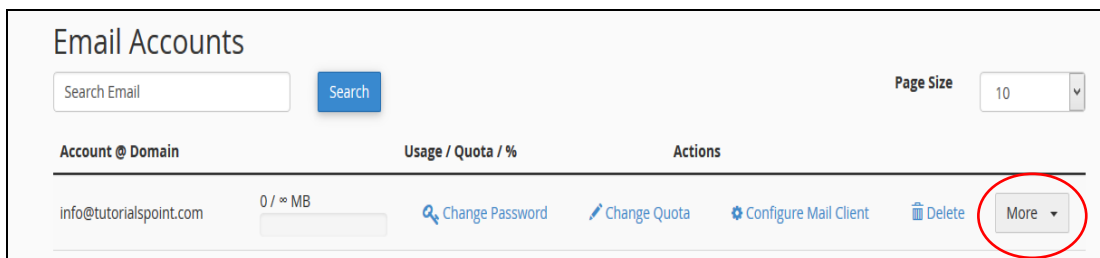 Email Accounts
Search Email Search Page Size 10
Account @ Domain Usage / Quota / % Actions
info@tutorialspoint.com 0 / ∞ MB Change Password Change Quota Configure Mail Client Delete More